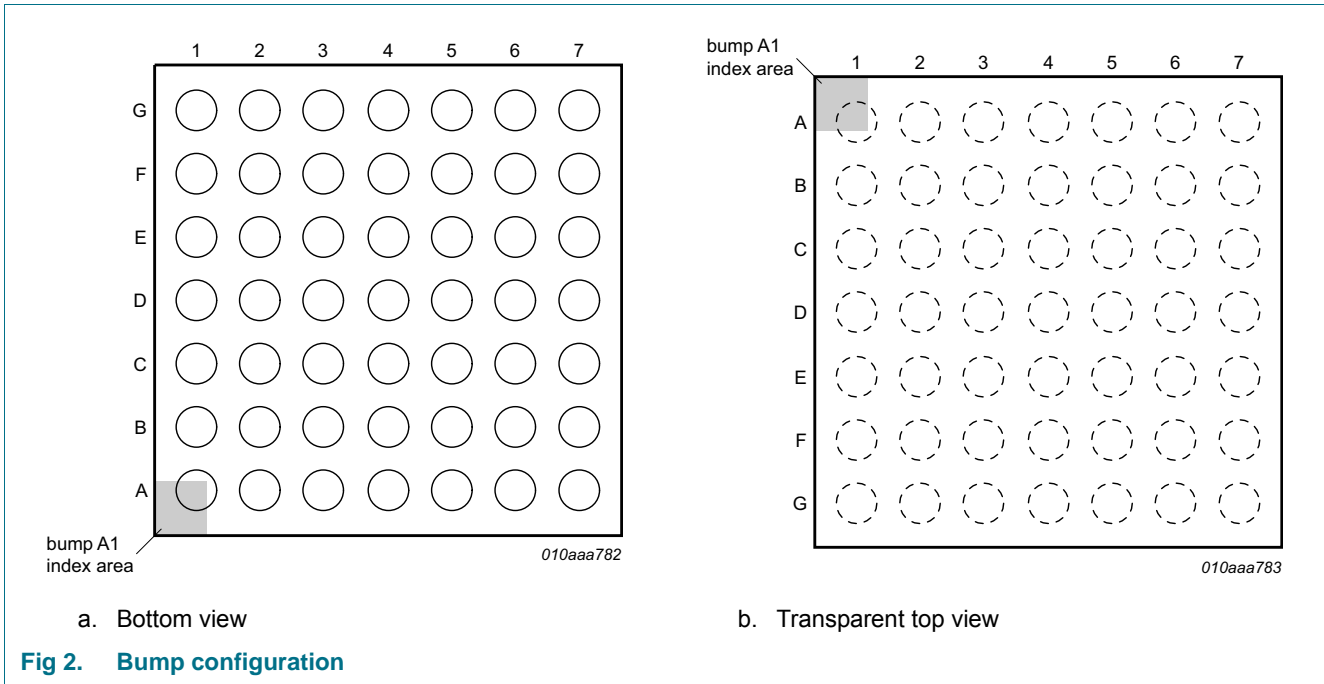 1 2 3 4 5 6 7
G
F
E
D
C
B
A
bump A1
index area
010aaa782
a. Bottom view
bump A1
index area
1 2 3 4 5 6 7
A
B
C
D
E
F
G
010aaa783
b. Transparent top view
Fig 2. Bump configuration